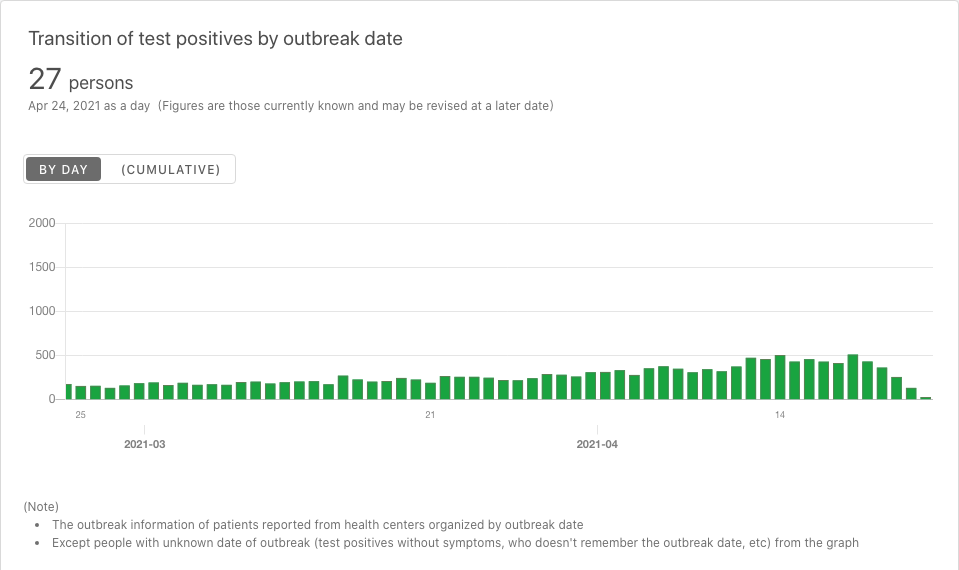 Transition of test positives by outbreak date
27 persons
Apr 24, 2021 as a day (Figures are those currently known and may be revised at a later date)
BY DAY (CUMULATIVE)
2000
1500
1000
500
0
25 21 14
2021-03 2021-04
(Note)
• The outbreak information of patients reported from health centers organized by outbreak date
• Except people with unknown date of outbreak (test positives without symptoms, who doesn't remember the outbreak date, etc) from the graph